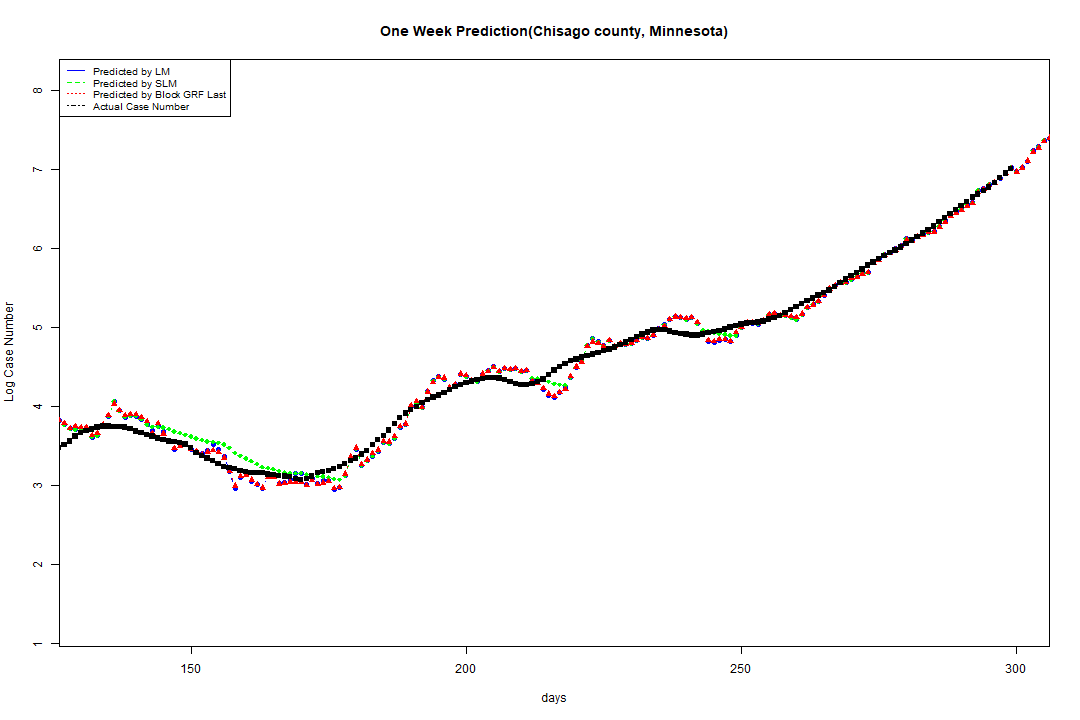 One Week Prediction(Chisago county, Minnesota)
Predicted by LM
Predicted by SLM
Predicted by Block GRF Last
Actual Case Number
8
7
6
5
4
3
2
1
Log Case Number
150 200 250 300
days